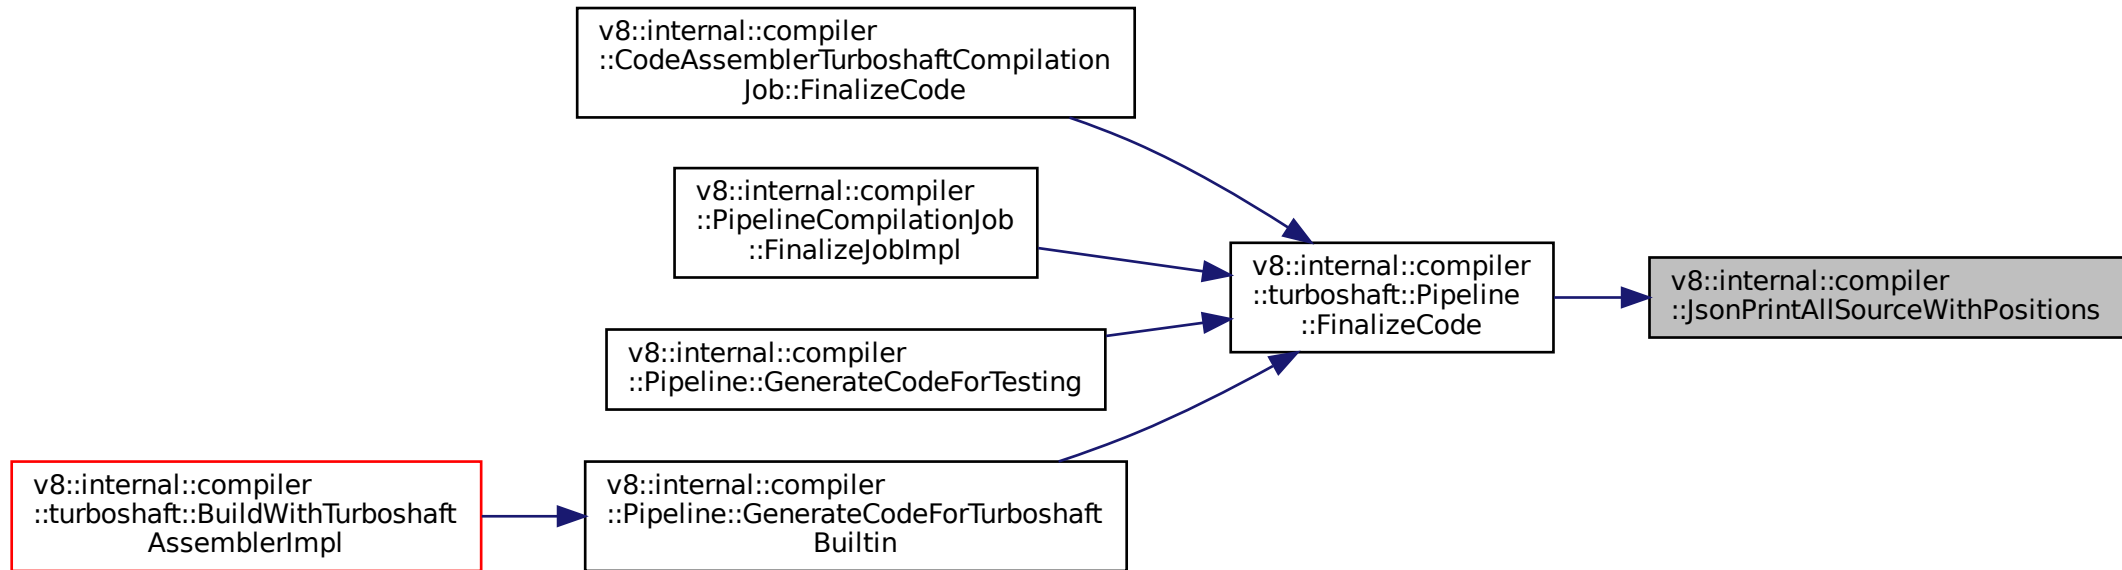 v8::internal::compiler
::CodeAssemblerTurboshaftCompilation
Job::FinalizeCode
v8::internal::compiler
::PipelineCompilationJob
::FinalizeJobImpl
v8::internal::compiler
::turboshaft::Pipeline
::FinalizeCode
v8::internal::compiler
::JsonPrintAllSourceWithPositions
v8::internal::compiler
::Pipeline::GenerateCodeForTesting
v8::internal::compiler
::turboshaft::BuildWithTurboshaft
AssemblerImpl
v8::internal::compiler
::Pipeline::GenerateCodeForTurboshaft
Builtin